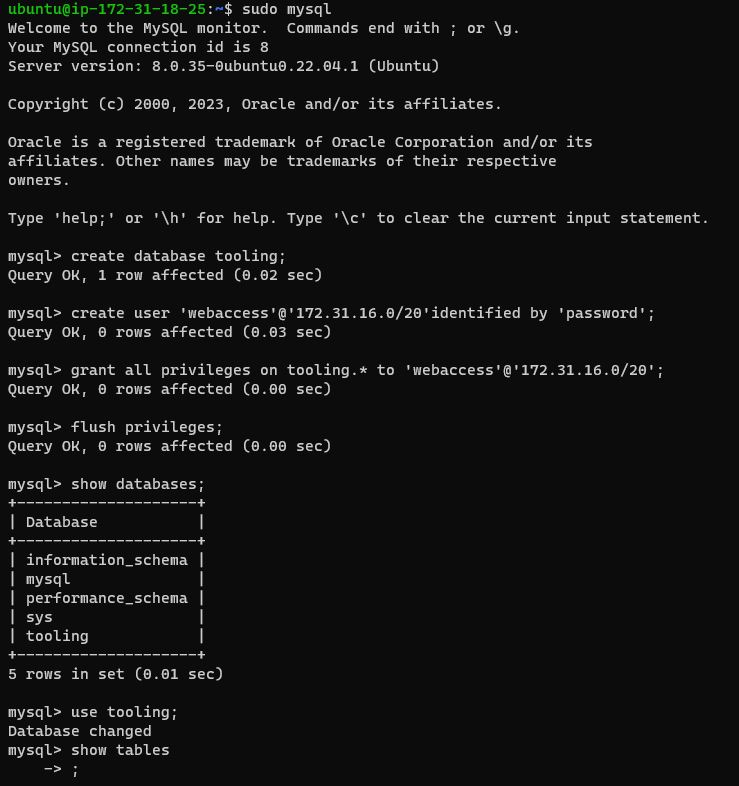 ubuntu@ip-172-31-18-25:~$ sudo mysql
Welcome to the MySQL monitor.  Commands end with ; or \g.
Your MySQL connection id is 8
Server version: 8.0.35-0ubuntu0.22.04.1 (Ubuntu)

Copyright (c) 2000, 2023, Oracle and/or its affiliates.

Oracle is a registered trademark of Oracle Corporation and/or its
affiliates. Other names may be trademarks of their respective
owners.

Type 'help;' or '\h' for help. Type '\c' to clear the current input statement.

mysql> create database tooling;
Query OK, 1 row affected (0.02 sec)

mysql> create user 'webaccess'@'172.31.16.0/20'identified by 'password';
Query OK, 0 rows affected (0.03 sec)

mysql> grant all privileges on tooling.* to 'webaccess'@'172.31.16.0/20';
Query OK, 0 rows affected (0.00 sec)

mysql> flush privileges;
Query OK, 0 rows affected (0.00 sec)

mysql> show databases;
+--------------------+
| Database           |
+--------------------+
| information_schema |
| mysql              |
| performance_schema |
| sys                |
| tooling            |
+--------------------+
5 rows in set (0.01 sec)

mysql> use tooling;
Database changed
mysql> show tables
    -> ;